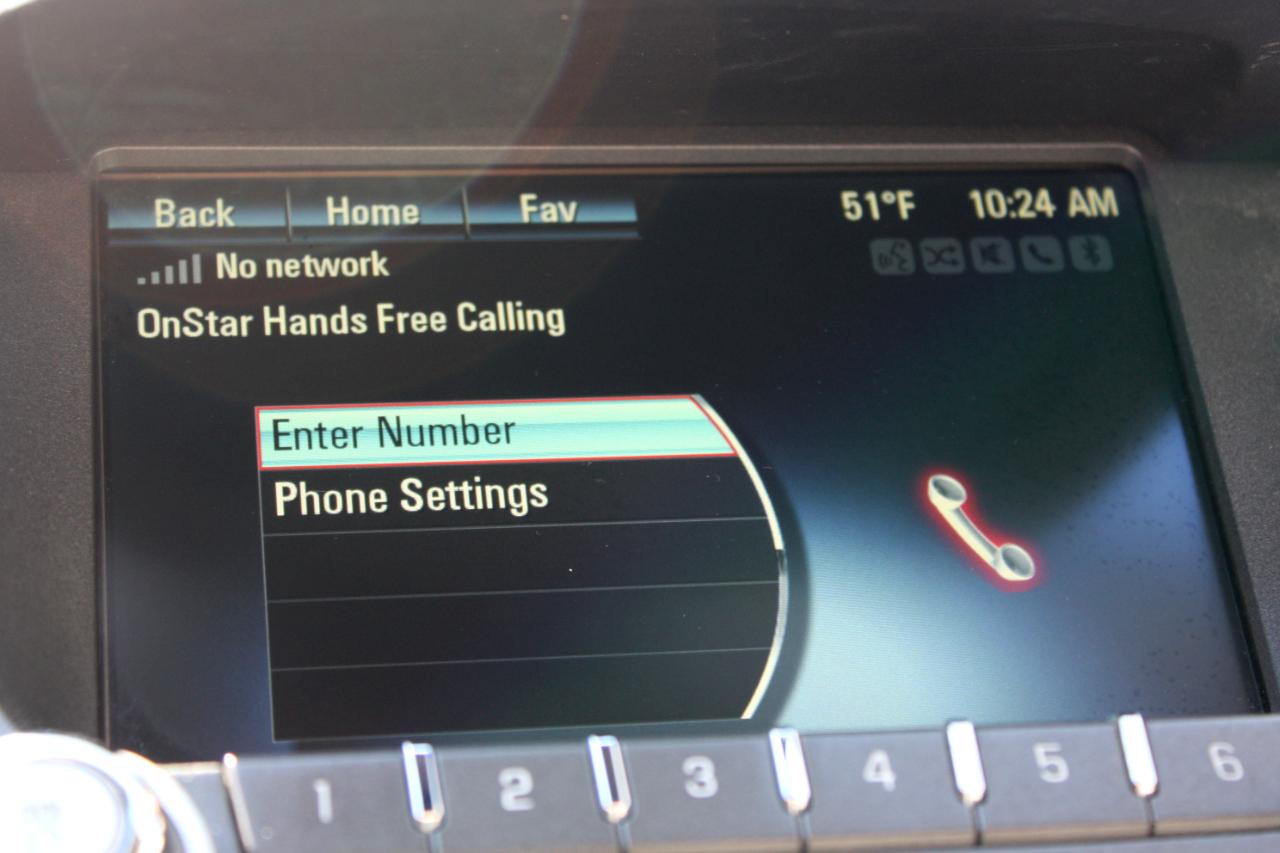 Back Home Fav 51°F 10:24 AM
No network
OnStar Hands Free Calling
Enter Number
Phone Settings
1 2 3 4 5 6